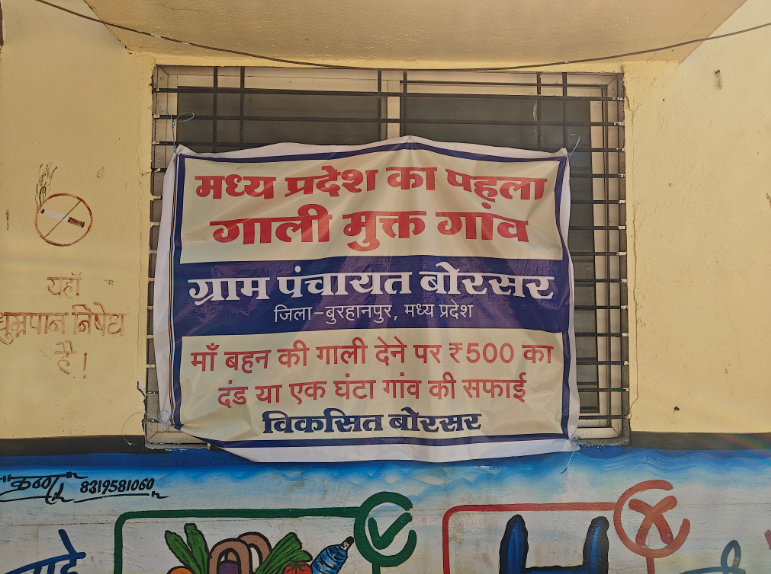 मध्य प्रदेश का पहला
गाली मुक्त गांव
ग्राम पंचायत बोरसर
जिला-बुरहानपुर, मध्य प्रदेश
माँ बहन की गाली देने पर ₹500 का
दंड या एक घंटा गांव की सफाई
विकसित बोरसर
यहाँ
धुम्रपान निषेध
है!
8319581060